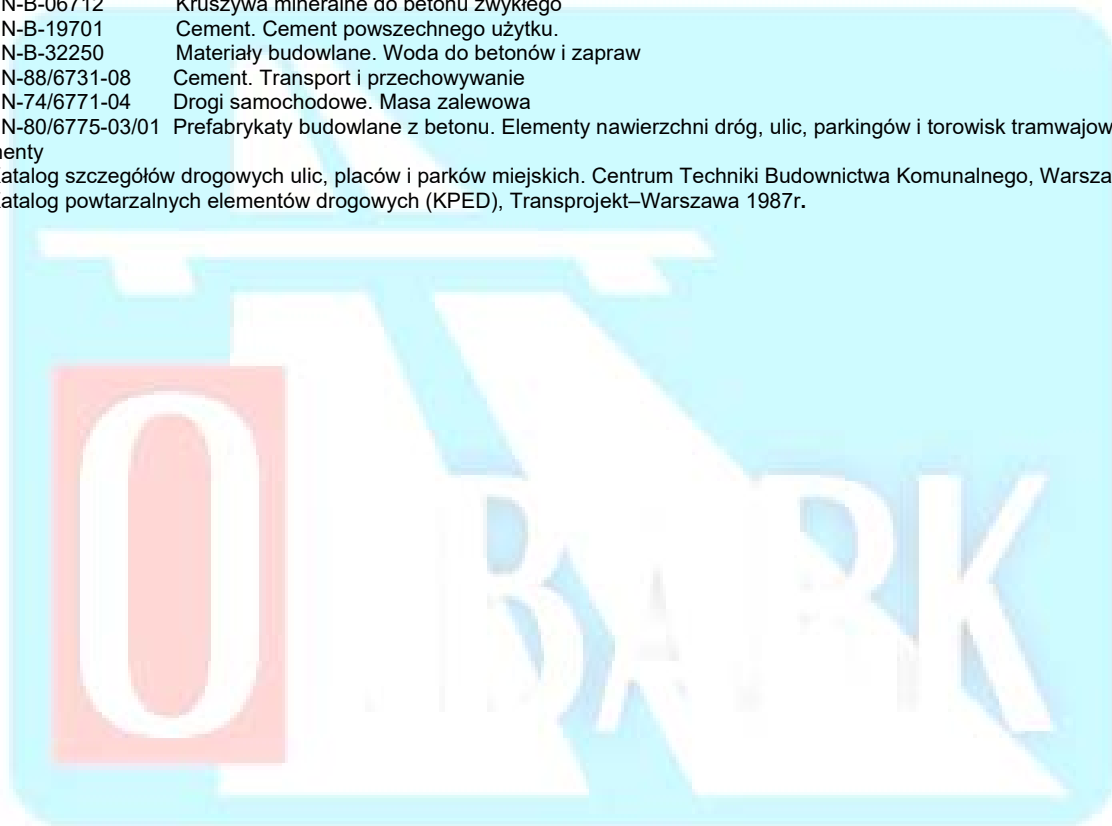 N-B-06712 Kruszywa mineralne do betonu zwykłego
N-B-19701 Cement. Cement powszechnego użytku.
N-B-32250 Materiały budowlane. Woda do betonów i zapraw
N-88/6731-08 Cement. Transport i przechowywanie
N-74/6771-04 Drogi samochodowe. Masa zalewowa
N-80/6775-03/01 Prefabrykaty budowlane z betonu. Elementy nawierzchni dróg, ulic, parkingów i torowisk tramwajow
enty
atalog szczegółów drogowych ulic, placów i parków miejskich. Centrum Techniki Budownictwa Komunalnego, Warsza
atalog powtarzalnych elementów drogowych (KPED), Transprojekt–Warszawa 1987r.
O BARK